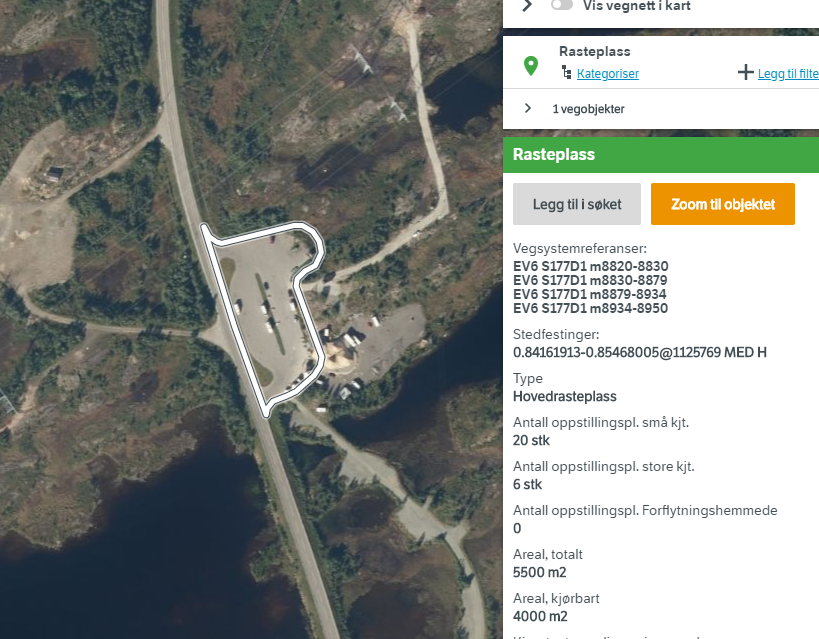 Vis vegnett i kart
Rasteplass
Kategoriser
Legg til filte
1 vegobjekter
Rasteplass
Legg til i søket
Zoom til objektet
Vegsystemreferanser:
EV6 S177D1 m8820-8830
EV6 S177D1 m8830-8879
EV6 S177D1 m8879-8934
EV6 S177D1 m8934-8950
Stedfestinger:
0.84161913-0.85468005@1125769 MED H
Type
Hovedrasteplass
Antall oppstillingspl. små kjt.
20 stk
Antall oppstillingspl. store kjt.
6 stk
Antall oppstillingspl. Forflytningshemmede
0
Areal, totalt
5500 m2
Areal, kjørbart
4000 m2